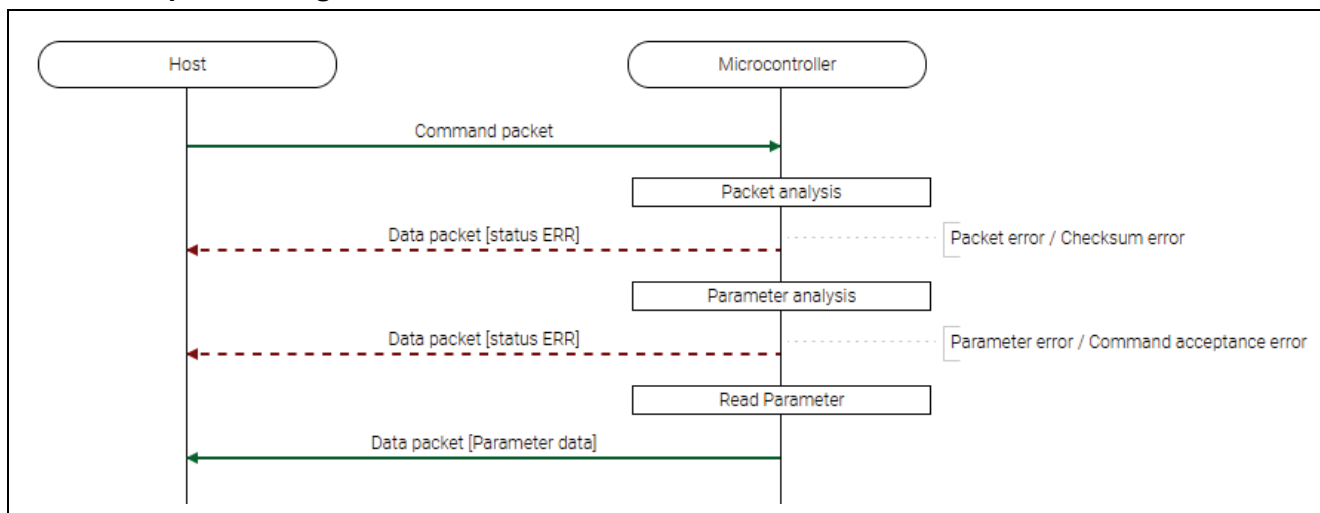 Host
Microcontroller
Command packet
Packet analysis
Data packet [status ERR]
Packet error / Checksum error
Parameter analysis
Data packet [status ERR]
Parameter error / Command acceptance error
Read Parameter
Data packet [Parameter data]